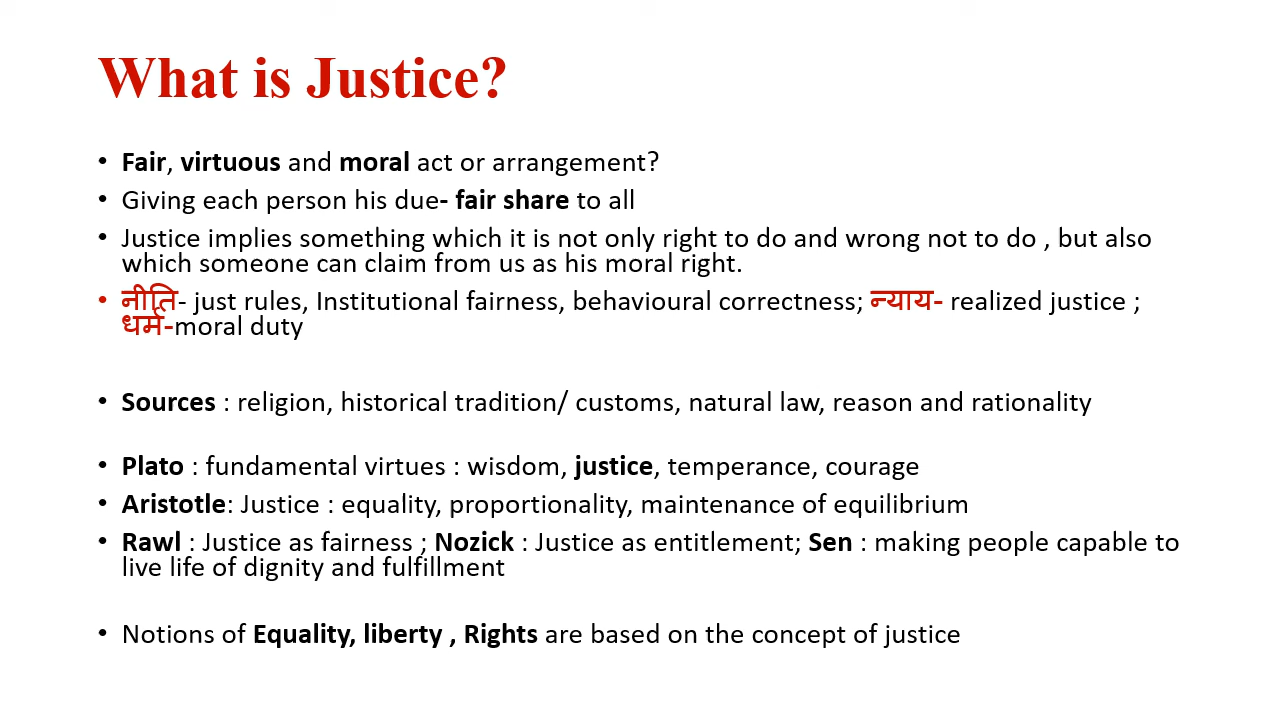 What is Justice?
• Fair, virtuous and moral act or arrangement?
• Giving each person his due- fair share to all
• Justice implies something which it is not only right to do and wrong not to do , but also
which someone can claim from us as his moral right.
• नीति- just rules, Institutional fairness, behavioural correctness; न्याय- realized justice ;
धर्म-moral duty
• Sources : religion, historical tradition/ customs, natural law, reason and rationality
• Plato : fundamental virtues : wisdom, justice, temperance, courage
• Aristotle: Justice : equality, proportionality, maintenance of equilibrium
• Rawl : Justice as fairness ; Nozick : Justice as entitlement; Sen : making people capable to
live life of dignity and fulfillment
• Notions of Equality, liberty , Rights are based on the concept of justice